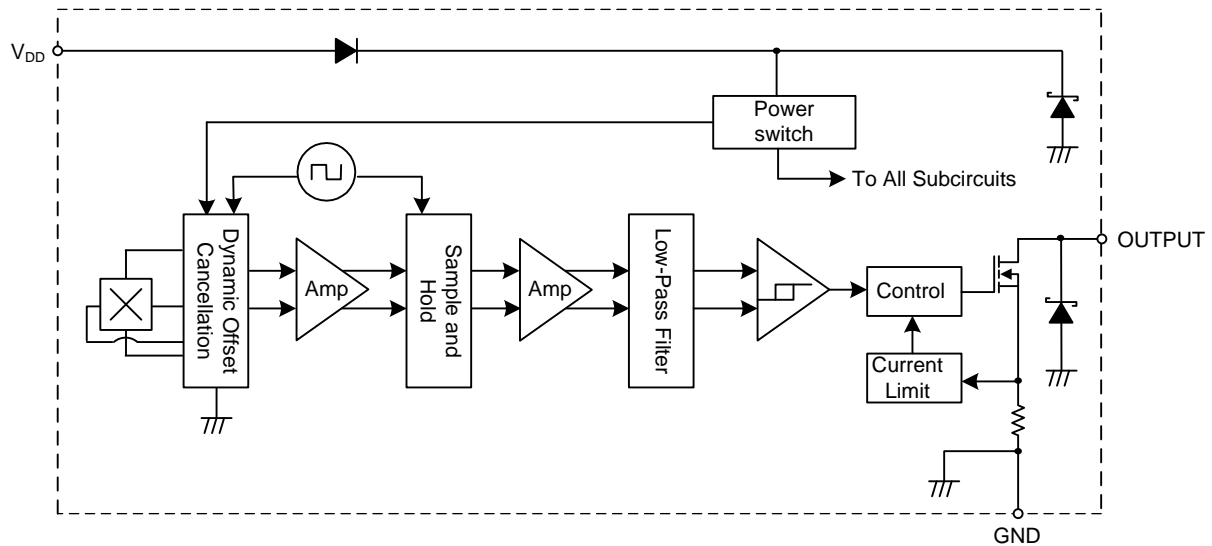 VDD
Power
switch
To All Subcircuits
Dynamic Offset
Cancellation
Amp
Sample and
Hold
Amp
Low-Pass Filter
Control
Current
Limit
OUTPUT
GND